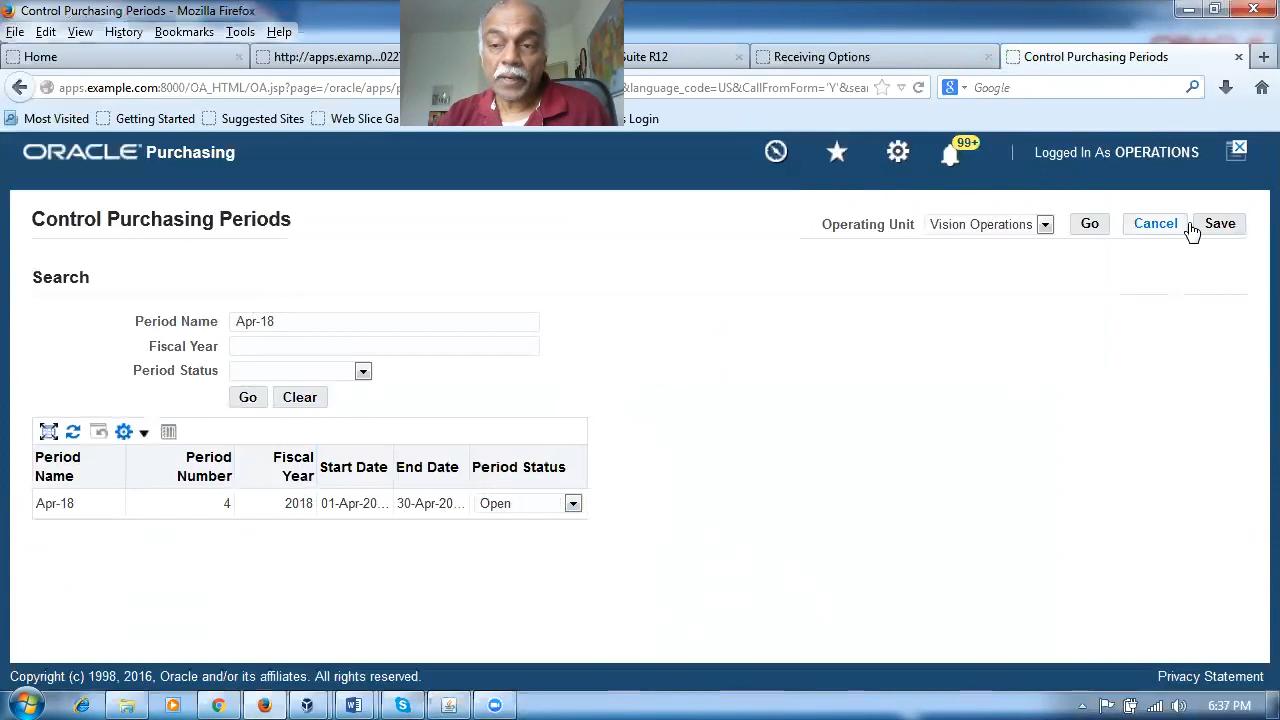 Control Purchasing Periods - Mozilla Firefox
File Edit View History Bookmarks Tools Help
Home
http://apps.examp...022
Suite R12
Receiving Options
Control Purchasing Periods
apps.example.com:8000/OA_HTML
A.jsp?page=/oracle/apps/p
&language_code=US&CallFromForm='Y'&sear
Google
Most Visited Getting Started Suggested Sites Web Slice Ga
Login
ORACLE Purchasing
99+
Logged In As OPERATIONS
Control Purchasing Periods
Operating Unit Vision Operations Go Cancel Save
Search
Period Name Apr-18
Fiscal Year
Period Status
Go Clear
Period Name Period Number Fiscal Year Start Date End Date Period Status
Apr-18 4 2018 01-Apr-20... 30-Apr-20... Open
Copyright (c) 1998, 2016, Oracle and/or its affiliates. All rights reserved.
Privacy Statement
6:37 PM